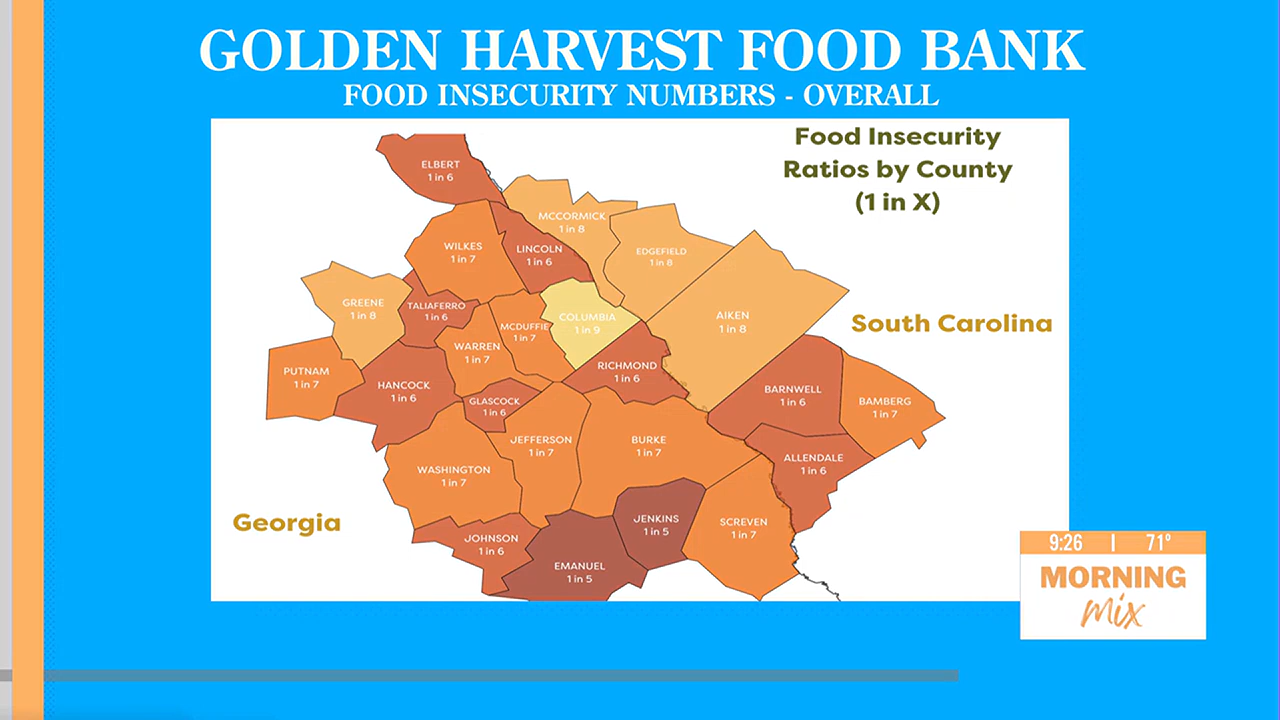 GOLDEN HARVEST FOOD BANK
FOOD INSECURITY NUMBERS - OVERALL
Food Insecurity
Ratios by County
(1 in X)
ELBERT
1 in 6
MCCORMICK
1 in 8
WILKES
1 in 7
LINCOLN
1 in 6
EDGEFIELD
1 in 8
GREENE
1 in 8
TALIAFERRO
1 in 6
MCDUFFIE
1 in 7
COLUMBIA
1 in 9
AIKEN
1 in 8
South Carolina
WARREN
1 in 7
PUTNAM
1 in 7
HANCOCK
1 in 6
RICHMOND
1 in 6
GLASCOCK
1 in 6
BARNWELL
1 in 6
BAMBERG
1 in 7
JEFFERSON
1 in 7
BURKE
1 in 7
WASHINGTON
1 in 7
ALLENDALE
1 in 6
Georgia
JENKINS
1 in 5
SCREVEN
1 in 7
JOHNSON
1 in 6
EMANUEL
1 in 5
9:26 | 71°
MORNING
mix